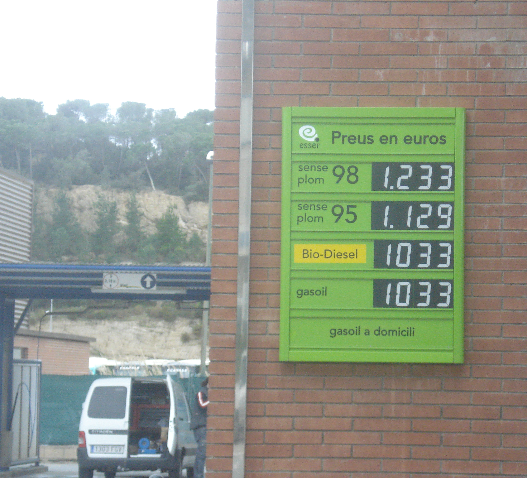 esser
Preus en euros
sense plom 98 1.233
sense plom 95 1.129
Bio-Diesel 1033
gasoil 1033
gasoil a domicili